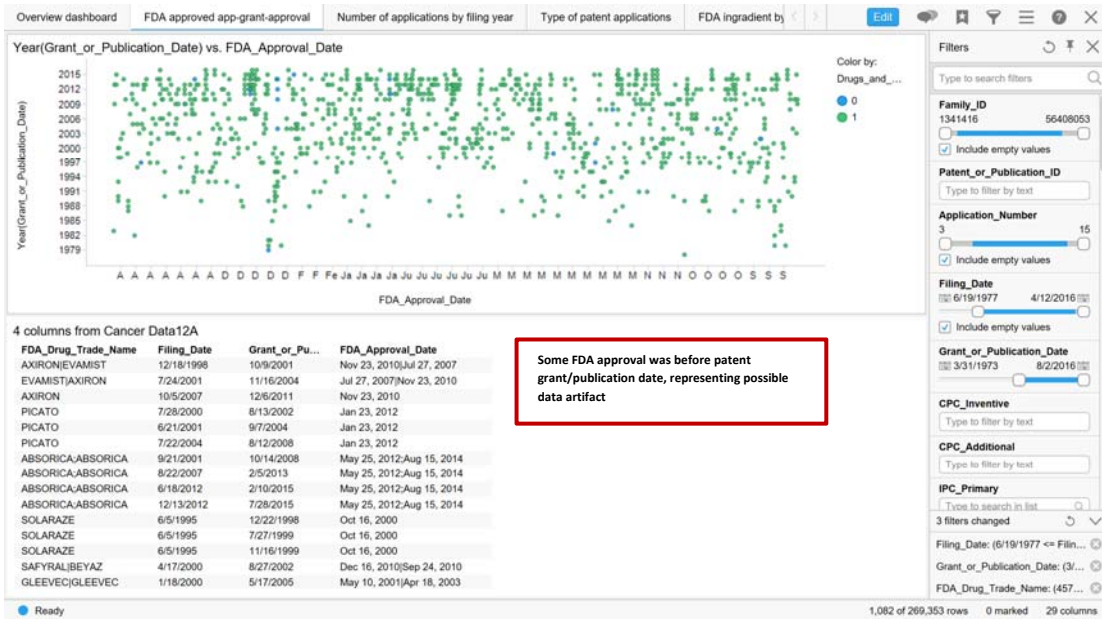 Overview dashboard FDA approved app-grant-approval Number of applications by filing year Type of patent applications FDA ingradient by Edit
Year(Grant_or_Publication_Date) vs. FDA_Approval_Date
Color by:
Drugs_and_...
0
1
Year(Grant_or_Publication_Date)
2015
2012
2009
2006
2003
2000
1997
1994
1991
1988
1985
1982
1979
A A A A A A A D D D D D F F Fe Ja Ja Ja Ja Ju Ju Ju Ju Ju Ju M M M M M M M M M M N N N O O O O S S S
FDA_Approval_Date
4 columns from Cancer Data12A
FDA_Drug_Trade_Name Filing_Date Grant_or_Pu... FDA_Approval_Date
AXIRON|EVAMIST 12/18/1998 10/9/2001 Nov 23, 2010|Jul 27, 2007
EVAMIST|AXIRON 7/24/2001 11/16/2004 Jul 27, 2007|Nov 23, 2010
AXIRON 10/5/2007 12/6/2011 Nov 23, 2010
PICATO 7/28/2000 8/13/2002 Jan 23, 2012
PICATO 6/21/2001 9/7/2004 Jan 23, 2012
PICATO 7/22/2004 8/12/2008 Jan 23, 2012
ABSORICA;ABSORICA 9/21/2001 10/14/2008 May 25, 2012;Aug 15, 2014
ABSORICA;ABSORICA 8/22/2007 2/5/2013 May 25, 2012;Aug 15, 2014
ABSORICA;ABSORICA 6/18/2012 2/10/2015 May 25, 2012;Aug 15, 2014
ABSORICA;ABSORICA 12/13/2012 7/28/2015 May 25, 2012;Aug 15, 2014
SOLARAZE 6/5/1995 12/22/1998 Oct 16, 2000
SOLARAZE 6/5/1995 7/27/1999 Oct 16, 2000
SOLARAZE 6/5/1995 11/16/1999 Oct 16, 2000
SAFYRAL|BEYAZ 4/17/2000 8/27/2002 Dec 16, 2010|Sep 24, 2010
GLEEVEC|GLEEVEC 1/18/2000 5/17/2005 May 10, 2001|Apr 18, 2003
Some FDA approval was before patent
grant/publication date, representing possible
data artifact
Filters
Type to search filters
Family_ID
1341416 56408053
Include empty values
Patent_or_Publication_ID
Type to filter by text
Application_Number
3 15
Include empty values
Filing_Date
6/19/1977 4/12/2016
Include empty values
Grant_or_Publication_Date
3/31/1973 8/2/2016
CPC_Inventive
Type to filter by text
CPC_Additional
Type to filter by text
IPC_Primary
Type to search in list
3 filters changed
Filing_Date: (6/19/1977 <= Filin...
Grant_or_Publication_Date: (3/...
FDA_Drug_Trade_Name: (457...
Ready 1,082 of 269,353 rows 0 marked 29 columns